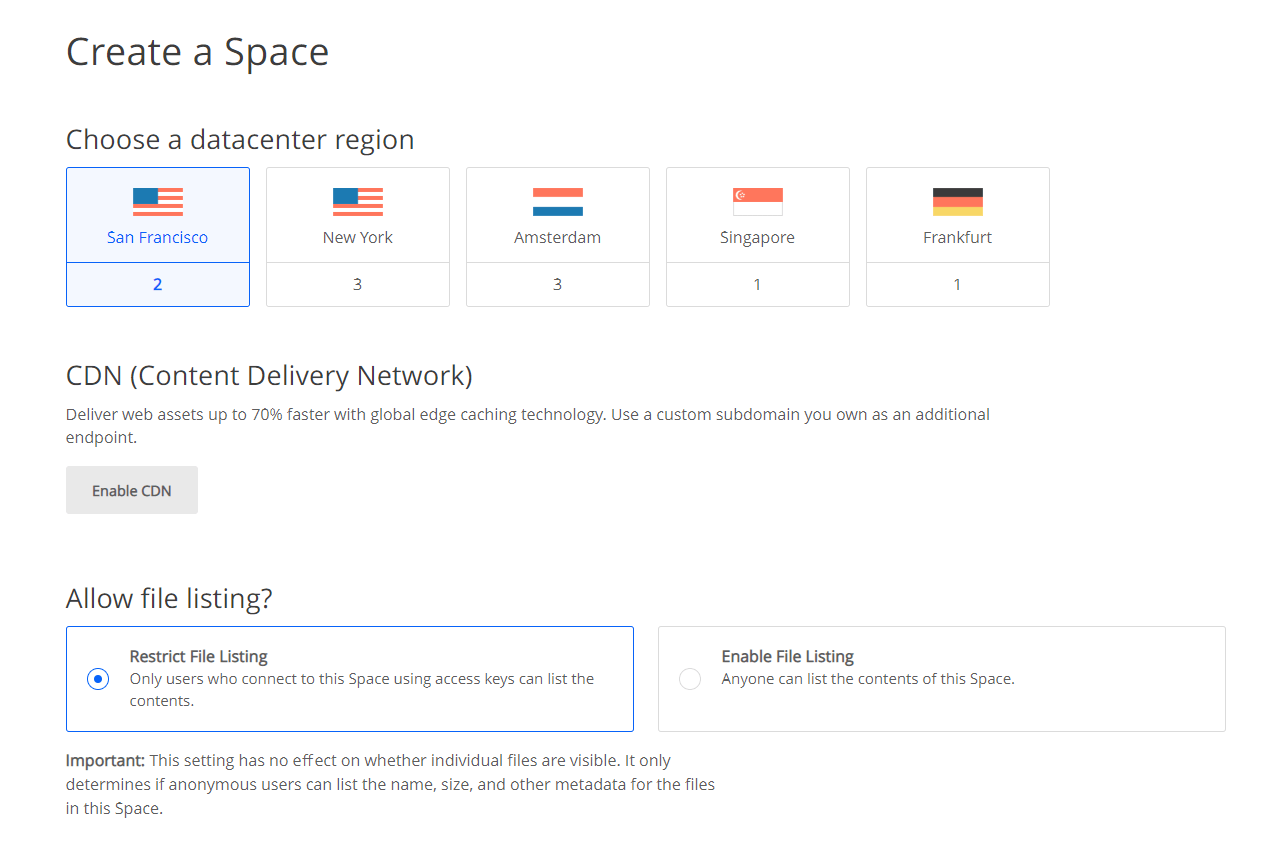 Create a Space
Choose a datacenter region
San Francisco
New York
Amsterdam
Singapore
Frankfurt
2
3
3
1
1
CDN (Content Delivery Network)
Deliver web assets up to 70% faster with global edge caching technology. Use a custom subdomain you own as an additional
endpoint.
Enable CDN
Allow file listing?
Restrict File Listing
Only users who connect to this Space using access keys can list the
contents.
Enable File Listing
Anyone can list the contents of this Space.
Important: This setting has no effect on whether individual files are visible. It only
determines if anonymous users can list the name, size, and other metadata for the files
in this Space.